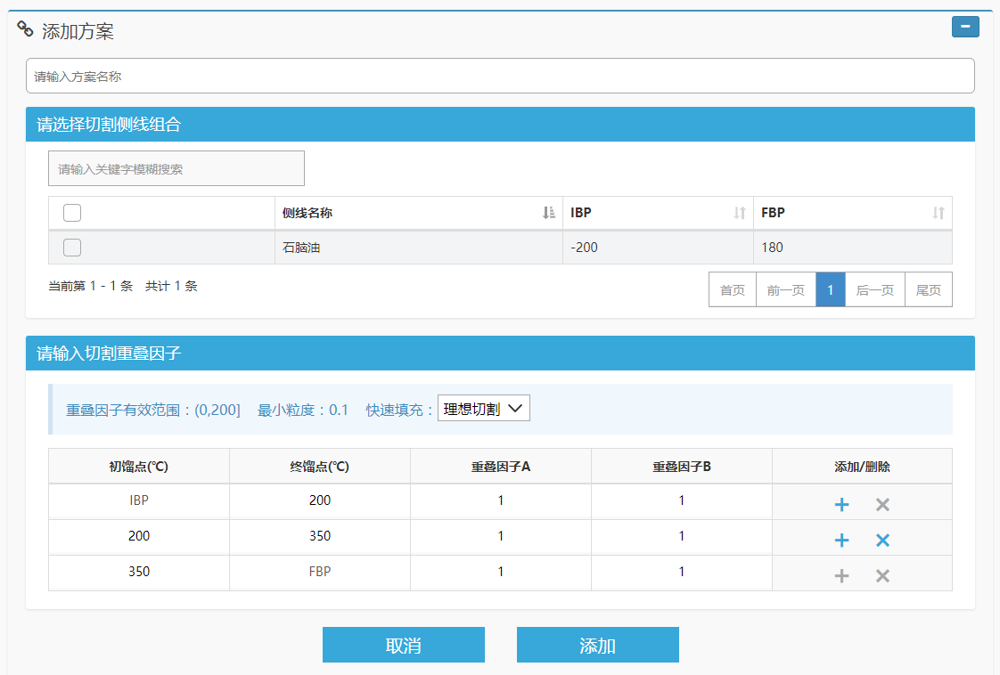 添加方案
请输入方案名称
请选择切割侧线组合
请输入关键字模糊搜索
侧线名称 IBP FBP
石脑油 -200 180
当前第 1 - 1 条 共计 1 条
首页 前一页 1 后一页 尾页
请输入切割重叠因子
重叠因子有效范围：(0,200] 最小粒度：0.1 快速填充： 理想切割
初馏点(℃) 终馏点(℃) 重叠因子A 重叠因子B 添加/删除
IBP 200 1 1
200 350 1 1
350 FBP 1 1
取消 添加